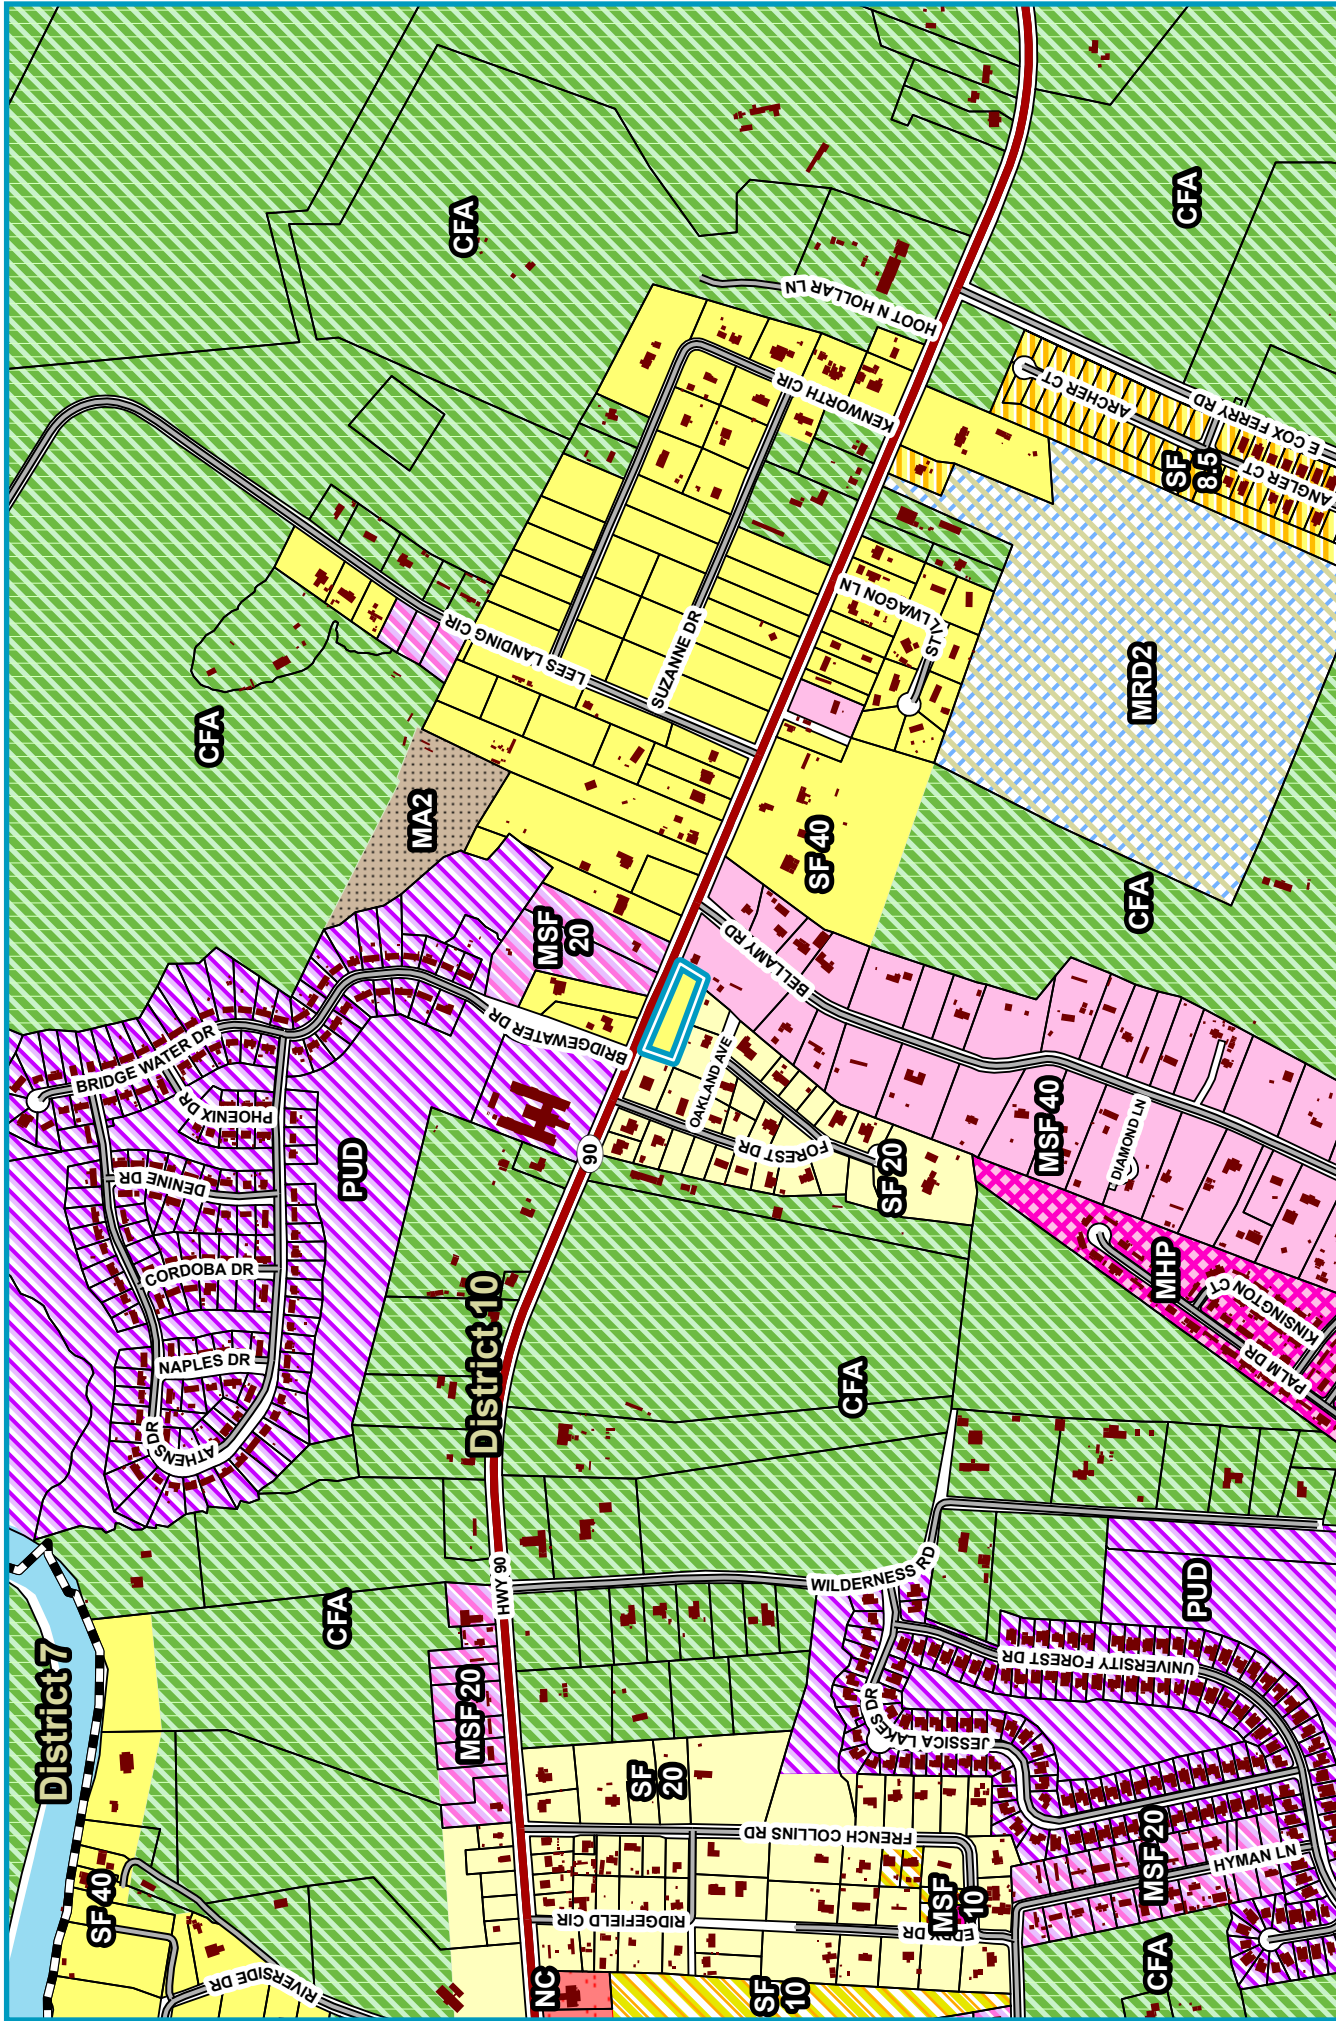 CFA
CFA
HOOT N HOLLAR LN
KENWORTH CIR
ARCHER CT
E COX FERRY RD
ANGLER CT
SF
8.5
LEES LANDING CIR
SUZANNE DR
STILLWAGON LN
MRD2
CFA
MA2
SF 40
CFA
MSF
20
BELLAMY RD
BRIDGEWATER DR
BRIDGE WATER DR
PHOENIX DR
OAKLAND AVE
FOREST DR
90
SF 20
MSF 40
DIAMOND LN
PUD
DENINE DR
CORDOBA DR
NAPLES DR
ATHENS DR
MHP
KINSINGTON CT
PALM DR
District 10
CFA
HWY 90
WILDERNESS RD
CFA
PUD
UNIVERSITY FOREST DR
JESSICA LAKES DR
District 7
MSF 20
SF
20
FRENCH COLLINS RD
MSF 20
HYMAN LN
SF 40
RIVERSIDE DR
RIDGEFIELD CIR
EDDY DR
MSF
10
NC
SF
10
CFA